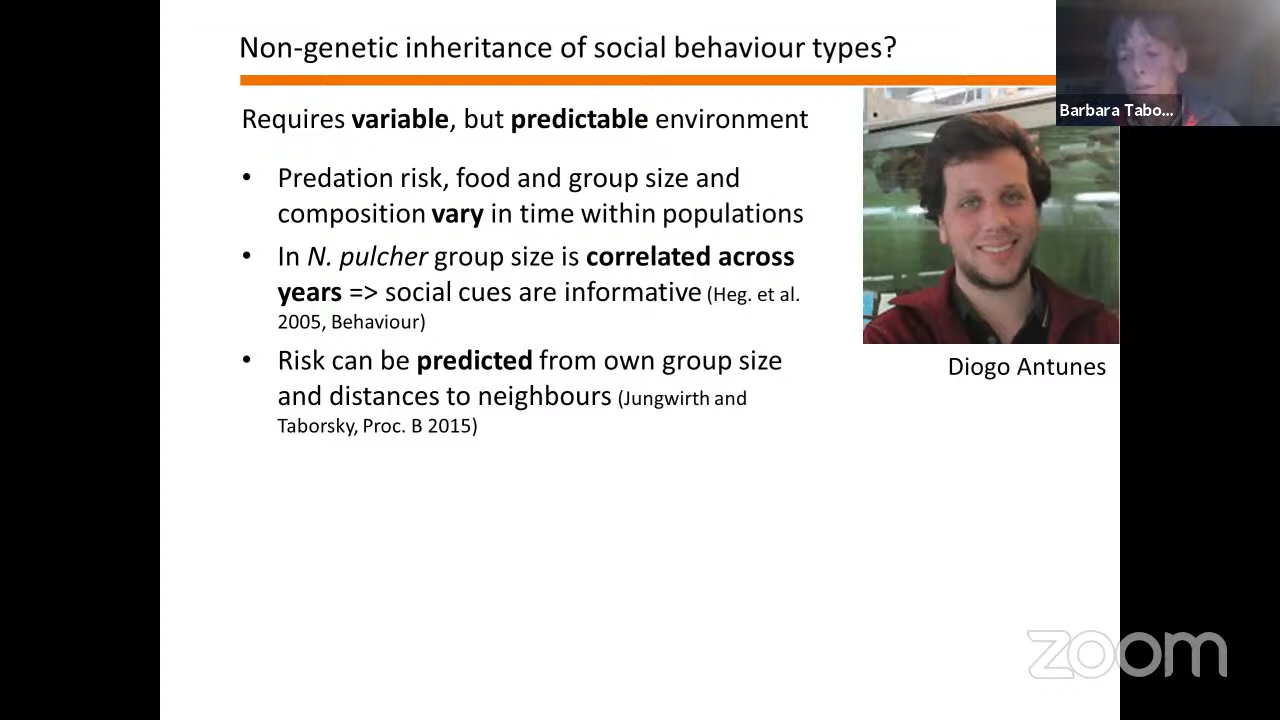 Non-genetic inheritance of social behaviour types?
Barbara Tabo...
Requires variable, but predictable environment
• Predation risk, food and group size and
composition vary in time within populations
• In N. pulcher group size is correlated across
years => social cues are informative (Heg. et al.
2005, Behaviour)
• Risk can be predicted from own group size
and distances to neighbours (Jungwirth and
Taborsky, Proc. B 2015)
Diogo Antunes
zoom